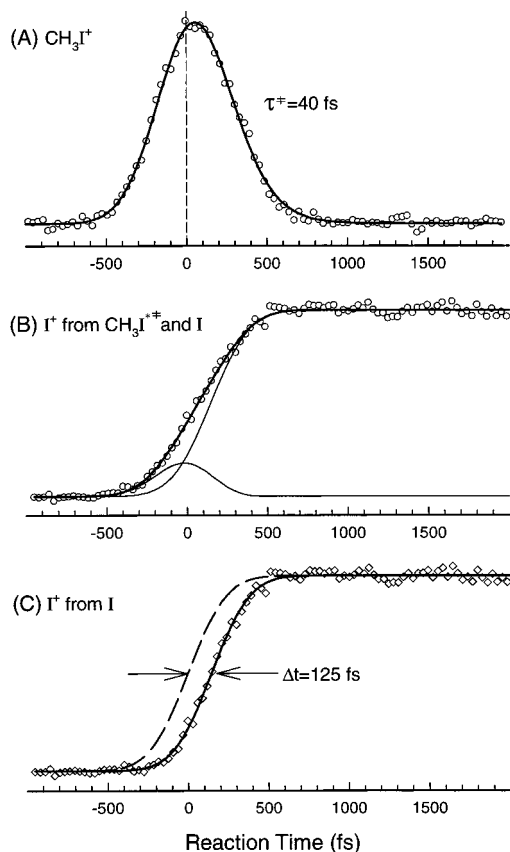 (A) CH₃I⁺
τ⁺=40 fs
-500 0 500 1000 1500
(B) I⁺ from CH₃I*⁺ and I
-500 0 500 1000 1500
(C) I⁺ from I
Δt=125 fs
-500 0 500 1000 1500
Reaction Time (fs)